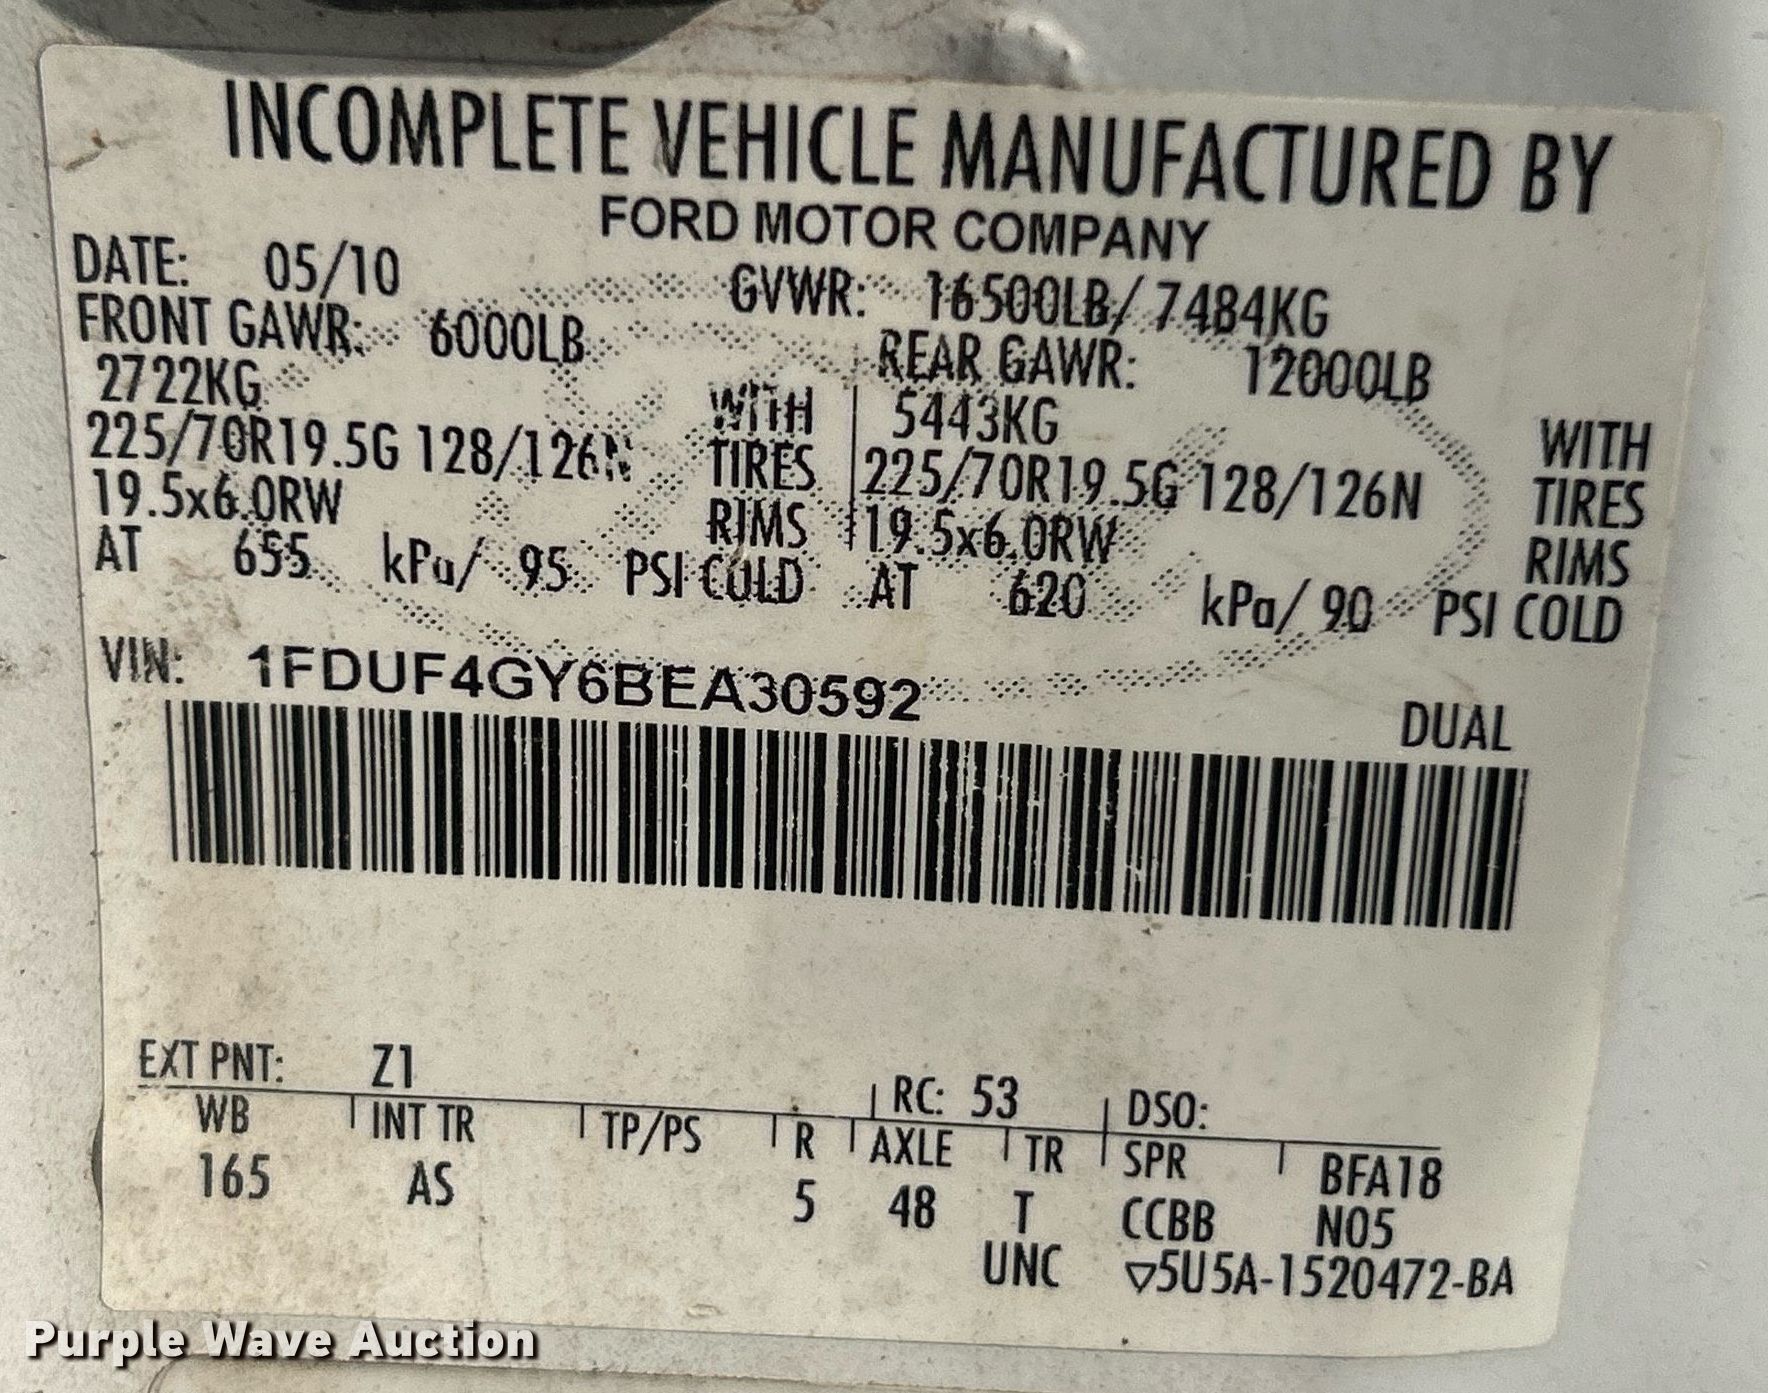 INCOMPLETE VEHICLE MANUFACTURED BY
FORD MOTOR COMPANY
DATE: 05/10 GVWR: 16500LB/ 7484KG
FRONT GAWR: 6000LB REAR GAWR: 12000LB
2722KG WITH 5443KG WITH
225/70R19.5G 128/126N TIRES 225/70R19.5G 128/126N TIRES
19.5x6.0RW RIMS 19.5x6.0RW RIMS
AT 655 kPa/ 95 PSI COLD AT 620 kPa/ 90 PSI COLD
VIN: 1FDUF4GY6BEA30592
DUAL
EXT PNT: Z1 RC: 53 DSO:
WB INT TR TP/PS R AXLE TR SPR BFA18
165 AS 5 48 T CCBB N05
UNC ▽5U5A-1520472-BA
Purple Wave Auction